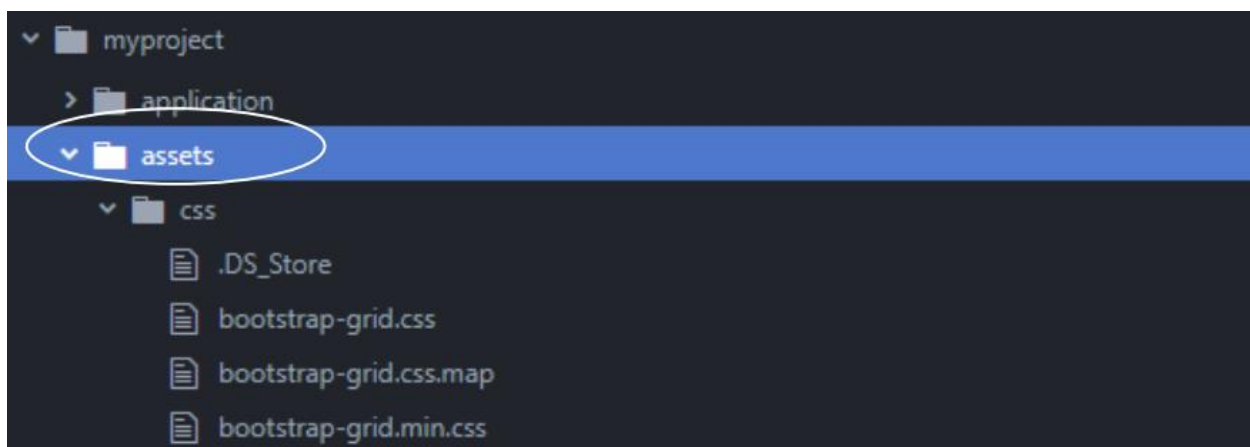 myproject
application
assets
css
.DS_Store
bootstrap-grid.css
bootstrap-grid.css.map
bootstrap-grid.min.css